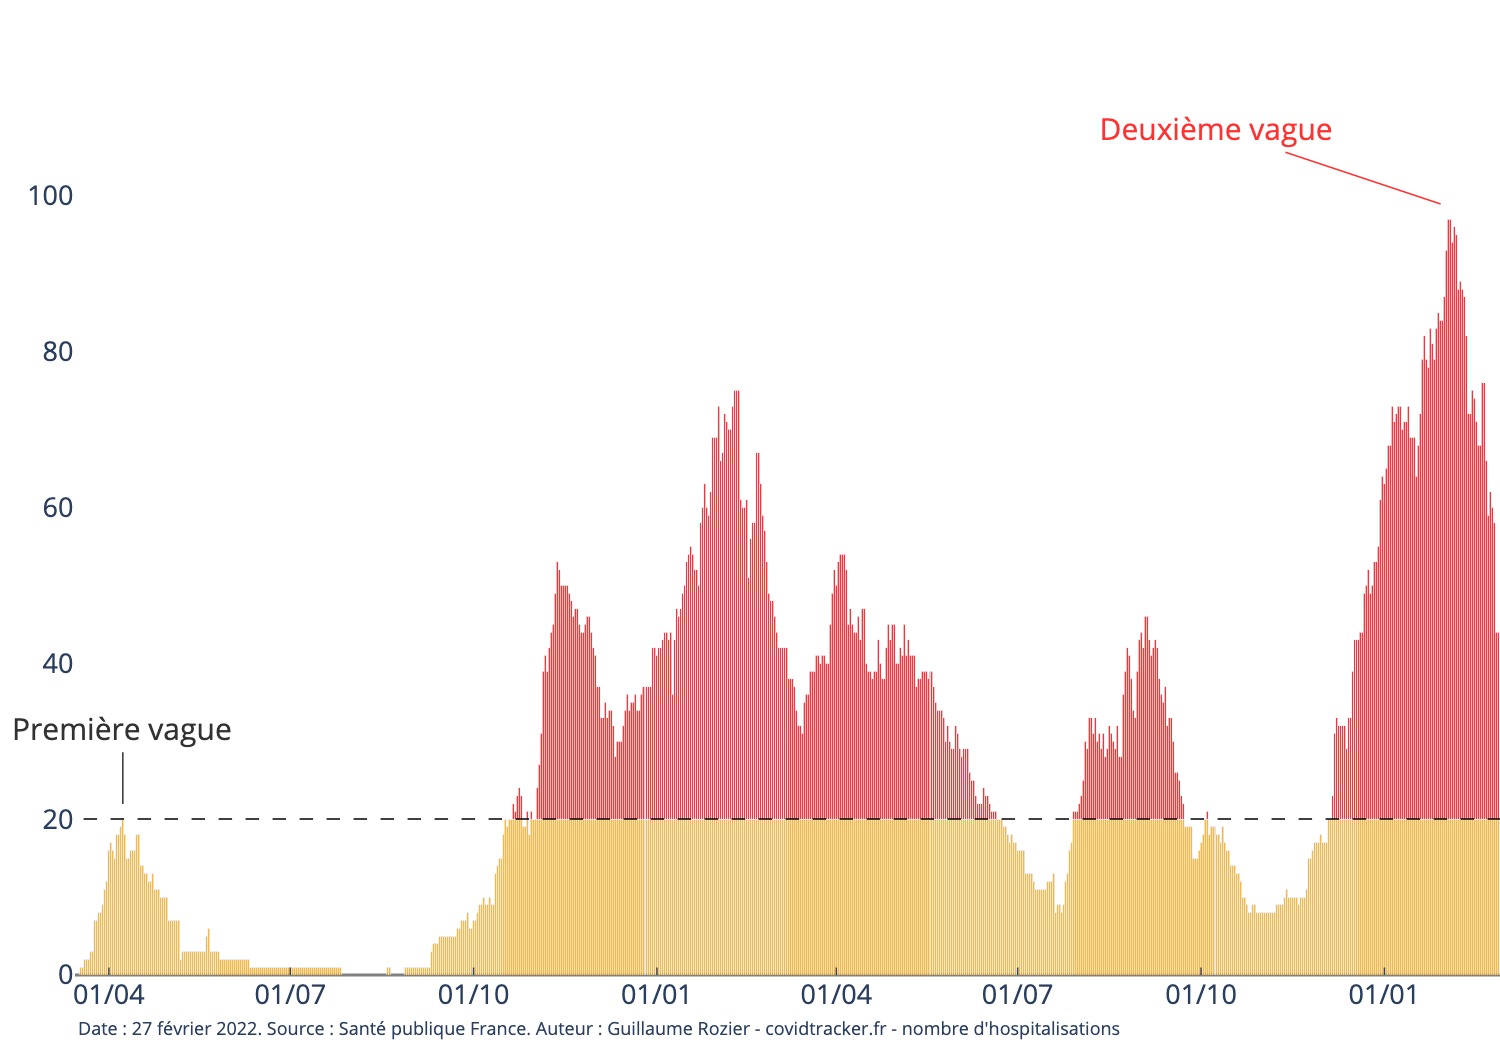 Deuxième vague
100
80
60
40
Première vague
20
0
01/04 01/07 01/10 01/01 01/04 01/07 01/10 01/01
Date : 27 février 2022. Source : Santé publique France. Auteur : Guillaume Rozier - covidtracker.fr - nombre d'hospitalisations